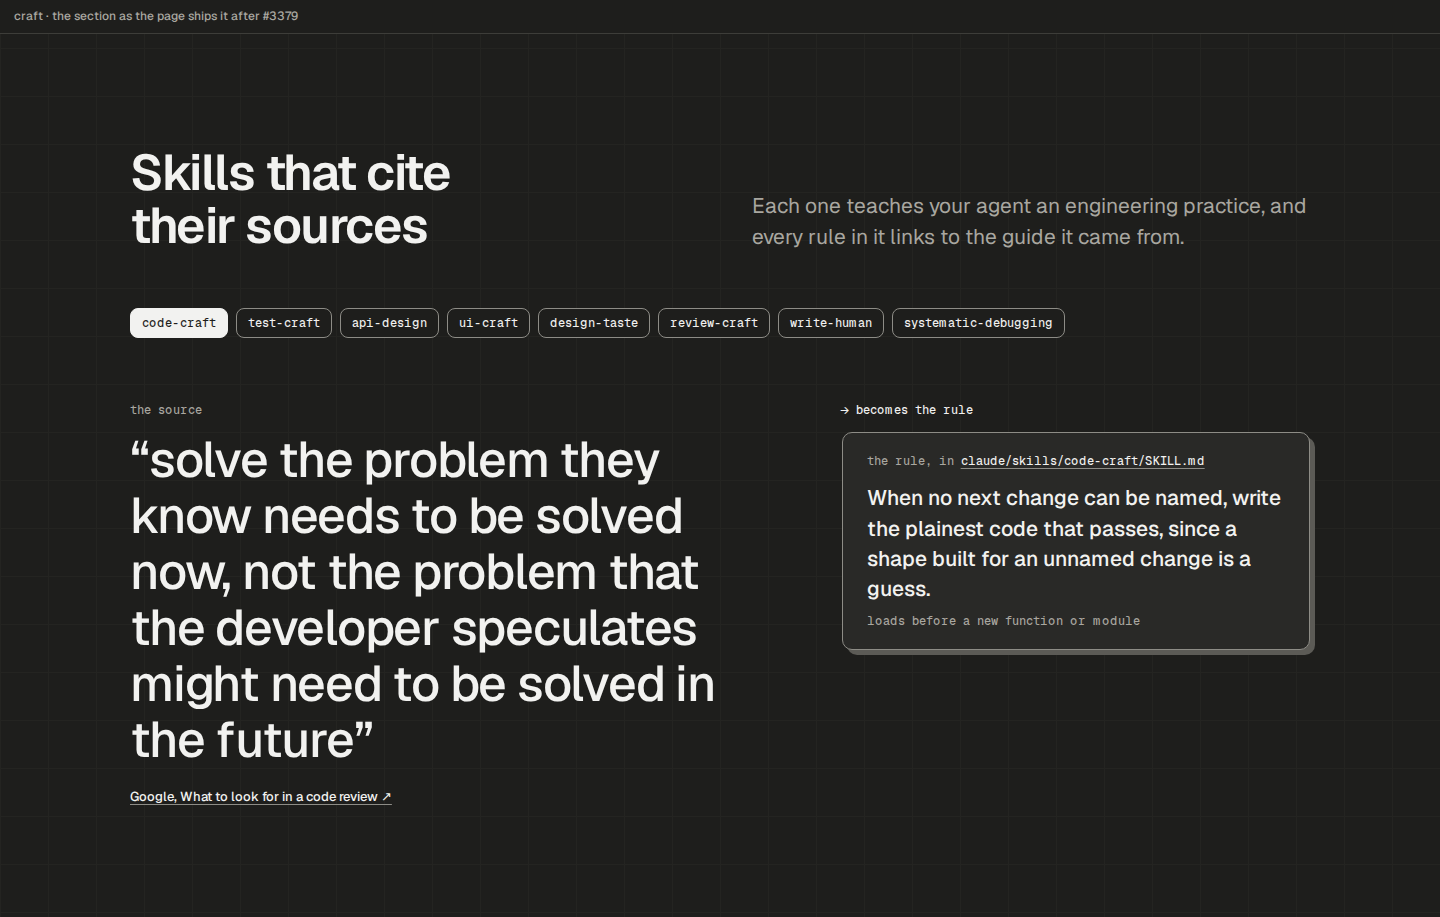 craft · the section as the page ships it after #3379
Skills that cite
their sources
Each one teaches your agent an engineering practice, and
every rule in it links to the guide it came from.
code-craft
test-craft
api-design
ui-craft
design-taste
review-craft
write-human
systematic-debugging
the source
“solve the problem they
know needs to be solved
now, not the problem that
the developer speculates
might need to be solved in
the future”
Google, What to look for in a code review ↗
→ becomes the rule
the rule, in claude/skills/code-craft/SKILL.md
When no next change can be named, write
the plainest code that passes, since a
shape built for an unnamed change is a
guess.
loads before a new function or module